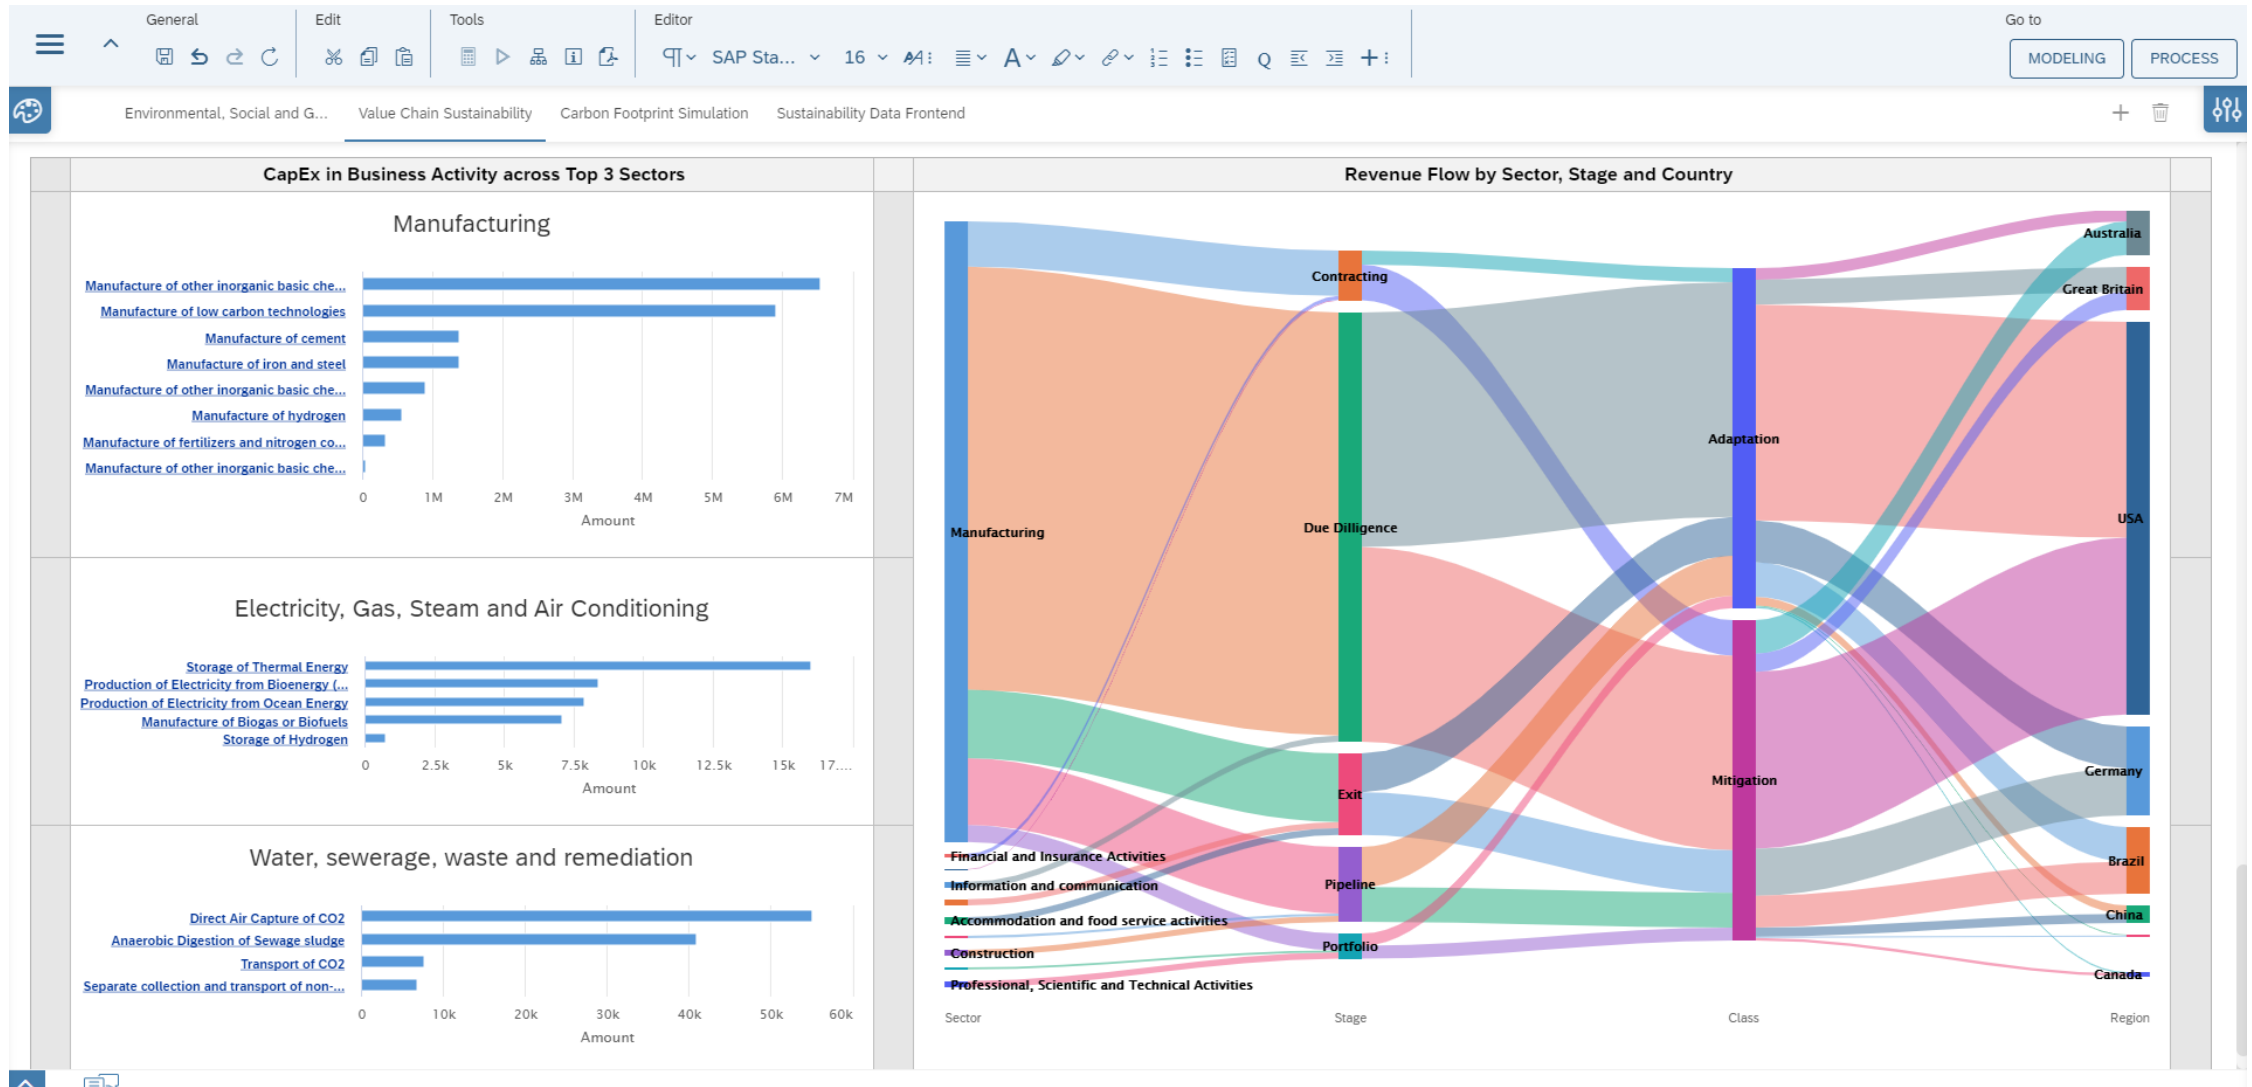 General
Edit
Tools
Editor
Go to
SAP Sta...
16
MODELING
PROCESS
Environmental, Social and G...
Value Chain Sustainability
Carbon Footprint Simulation
Sustainability Data Frontend
CapEx in Business Activity across Top 3 Sectors
Manufacturing
Manufacture of other inorganic basic che...
Manufacture of low carbon technologies
Manufacture of cement
Manufacture of iron and steel
Manufacture of other inorganic basic che...
Manufacture of hydrogen
Manufacture of fertilizers and nitrogen co...
Manufacture of other inorganic basic che...
0 1M 2M 3M 4M 5M 6M 7M
Amount
Electricity, Gas, Steam and Air Conditioning
Storage of Thermal Energy
Production of Electricity from Bioenergy (...
Production of Electricity from Ocean Energy
Manufacture of Biogas or Biofuels
Storage of Hydrogen
0 2.5k 5k 7.5k 10k 12.5k 15k 17....
Amount
Water, sewerage, waste and remediation
Direct Air Capture of CO2
Anaerobic Digestion of Sewage sludge
Transport of CO2
Separate collection and transport of non-...
0 10k 20k 30k 40k 50k 60k
Amount
Revenue Flow by Sector, Stage and Country
Manufacturing
Financial and Insurance Activities
Information and communication
Accommodation and food service activities
Construction
Professional, Scientific and Technical Activities
Sector
Contracting
Due Dilligence
Exit
Pipeline
Portfolio
Stage
Adaptation
Mitigation
Class
Australia
Great Britain
USA
Germany
Brazil
China
Canada
Region